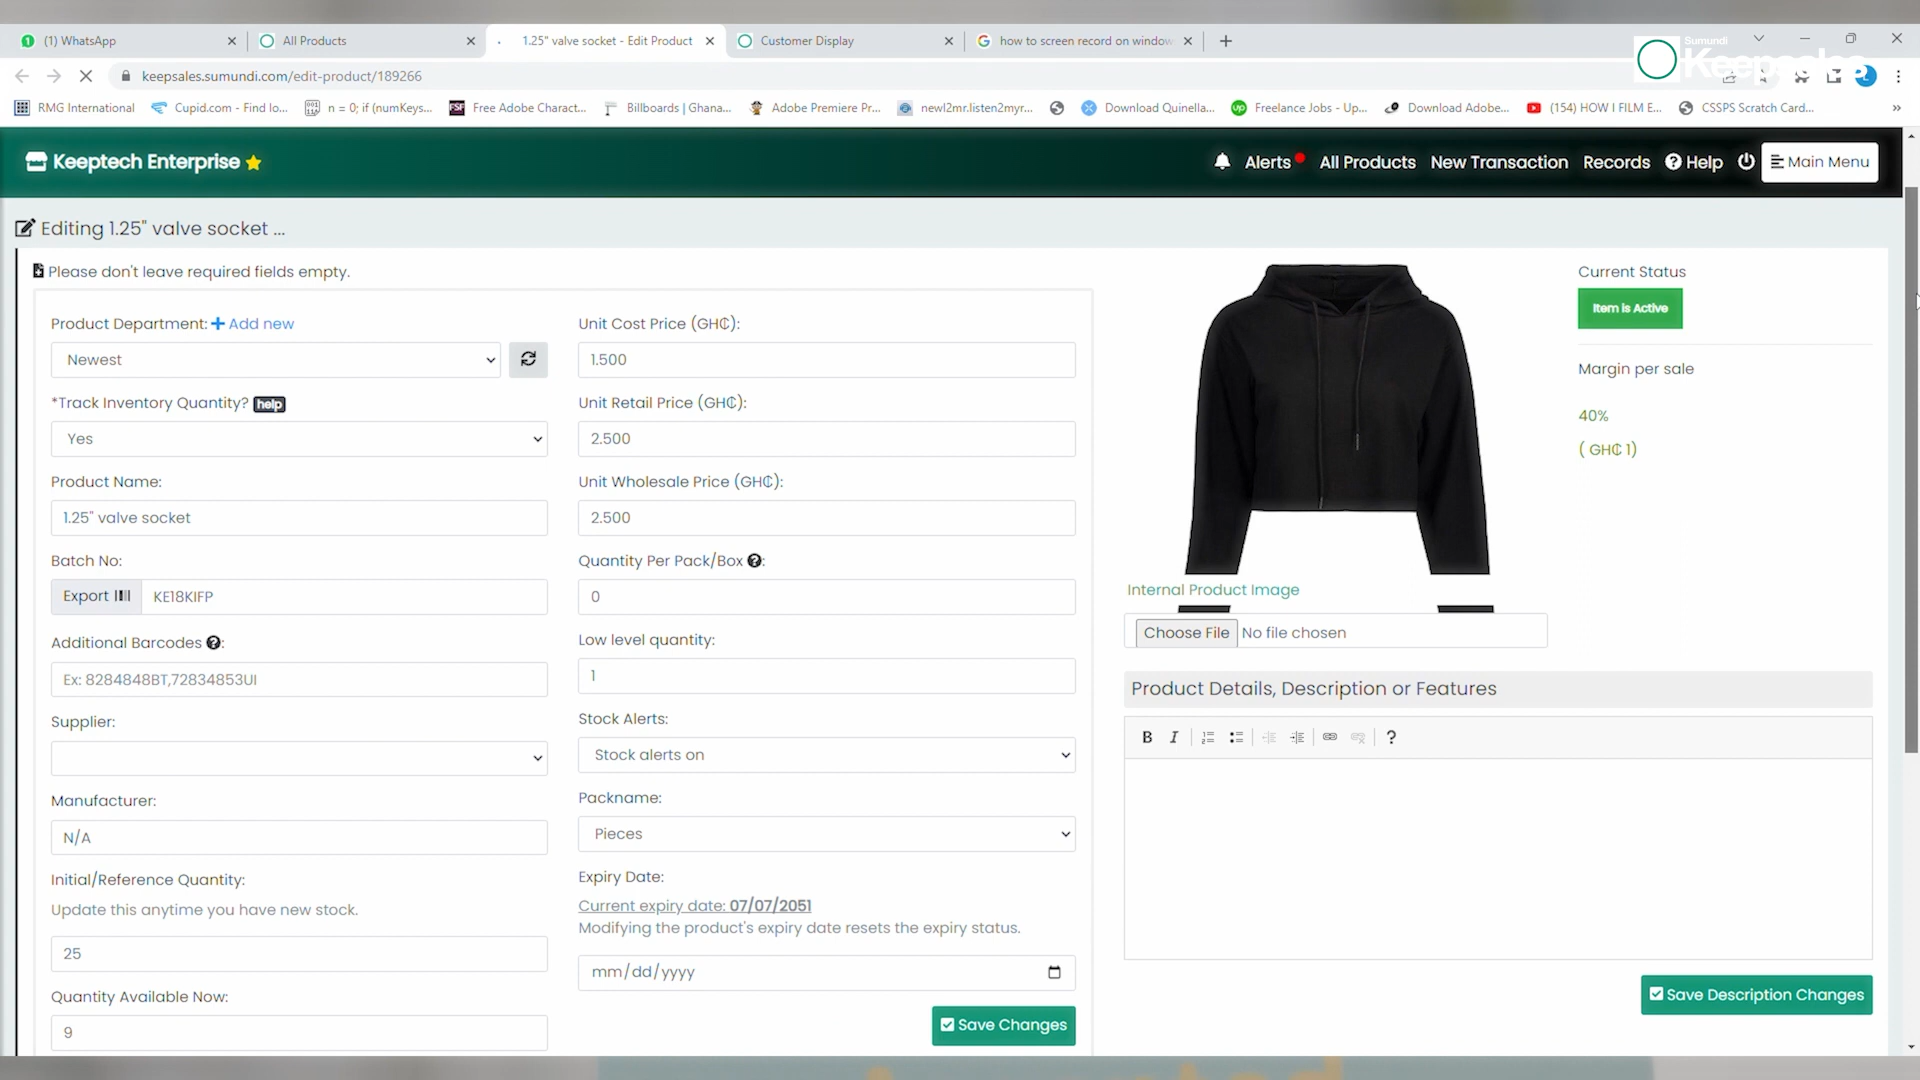 (1) WhatsApp
All Products
1.25" valve socket - Edit Product
Customer Display
how to screen record on window
keepsales.sumundi.com/edit-product/189266
Sumundi
Keepsales
RMG International
Cupid.com - Find lo...
n = 0; if (numKeys...
Free Adobe Charact...
Billboards | Ghana...
Adobe Premiere Pr...
newl2mr.listen2myr...
Download Quinella...
Freelance Jobs - Up...
Download Adobe...
(154) HOW I FILM E...
CSSPS Scratch Card...
Keeptech Enterprise
Alerts
All Products
New Transaction
Records
Help
Main Menu
Editing 1.25" valve socket ...
Please don't leave required fields empty.
Product Department: Add new
Newest
*Track Inventory Quantity? help
Yes
Product Name:
1.25" valve socket
Batch No:
Export
KE18KIFP
Additional Barcodes ?:
Ex: 8284848BT,72834853UI
Supplier:
Manufacturer:
N/A
Initial/Reference Quantity:
Update this anytime you have new stock.
25
Quantity Available Now:
9
Unit Cost Price (GH₵):
1.500
Unit Retail Price (GH₵):
2.500
Unit Wholesale Price (GH₵):
2.500
Quantity Per Pack/Box ?:
0
Low level quantity:
1
Stock Alerts:
Stock alerts on
Packname:
Pieces
Expiry Date:
Current expiry date: 07/07/2051
Modifying the product's expiry date resets the expiry status.
mm/dd/yyyy
Save Changes
Internal Product Image
Choose File No file chosen
Product Details, Description or Features
B I ?
Save Description Changes
Current Status
Item is Active
Margin per sale
40%
( GH₵ 1)